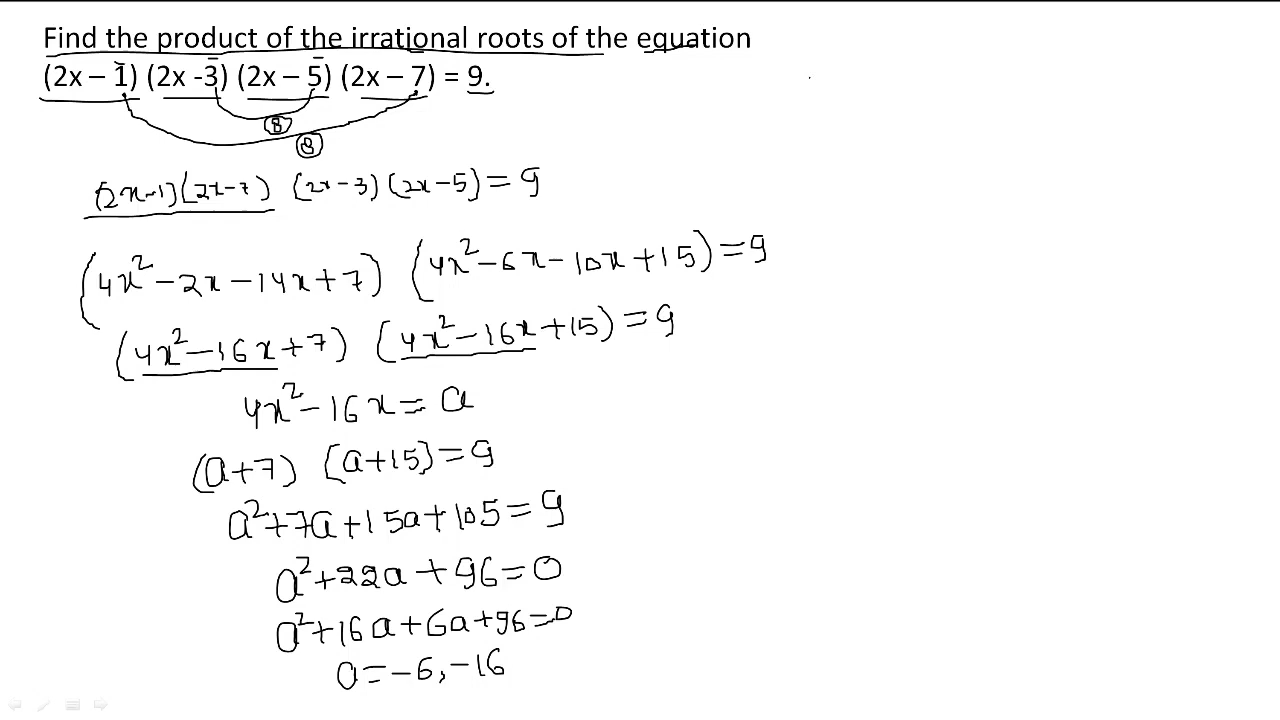 Find the product of the irrational roots of the equation
(2x – 1) (2x -3) (2x – 5) (2x – 7) = 9.
8
8
(2x-1)(2x-7) (2x-3)(2x-5)=9
(4x²-2x-14x+7) (4x²-6x-10x+15)=9
(4x²-16x+7) (4x²-16x+15)=9
4x²-16x=a
(a+7) (a+15)=9
a²+7a+15a+105=9
a²+22a+96=0
a²+16a+6a+96=0
a=-6,-16